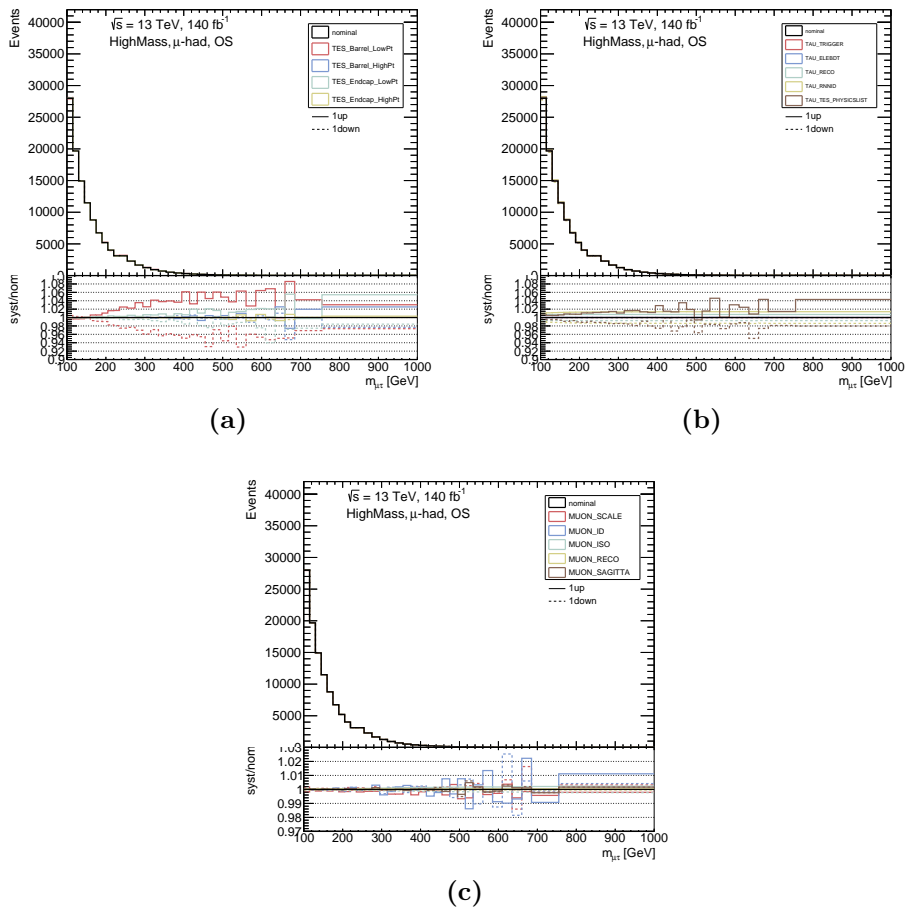 √s = 13 TeV, 140 fb⁻¹
HighMass, μ-had, OS
Events
nominal
TES_Barrel_LowPt
TES_Barrel_HighPt
TES_Endcap_LowPt
TES_Endcap_HighPt
1up
1down
40000
35000
30000
25000
20000
15000
10000
5000
syst/nom
1.08
1.06
1.04
1.02
1
0.98
0.96
0.94
0.92
0.9
100 200 300 400 500 600 700 800 900 1000
m_μτ [GeV]
(a)
√s = 13 TeV, 140 fb⁻¹
HighMass, μ-had, OS
Events
nominal
TAU_TRIGGER
TAU_ELEBDT
TAU_RECO
TAU_RNNID
TAU_TES_PHYSICSLIST
1up
1down
40000
35000
30000
25000
20000
15000
10000
5000
syst/nom
1.08
1.06
1.04
1.02
1
0.98
0.96
0.94
0.92
0.9
100 200 300 400 500 600 700 800 900 1000
m_μτ [GeV]
(b)
√s = 13 TeV, 140 fb⁻¹
HighMass, μ-had, OS
Events
nominal
MUON_SCALE
MUON_ID
MUON_ISO
MUON_RECO
MUON_SAGITTA
1up
1down
40000
35000
30000
25000
20000
15000
10000
5000
syst/nom
1.03
1.02
1.01
1
0.99
0.98
0.97
100 200 300 400 500 600 700 800 900 1000
m_μτ [GeV]
(c)